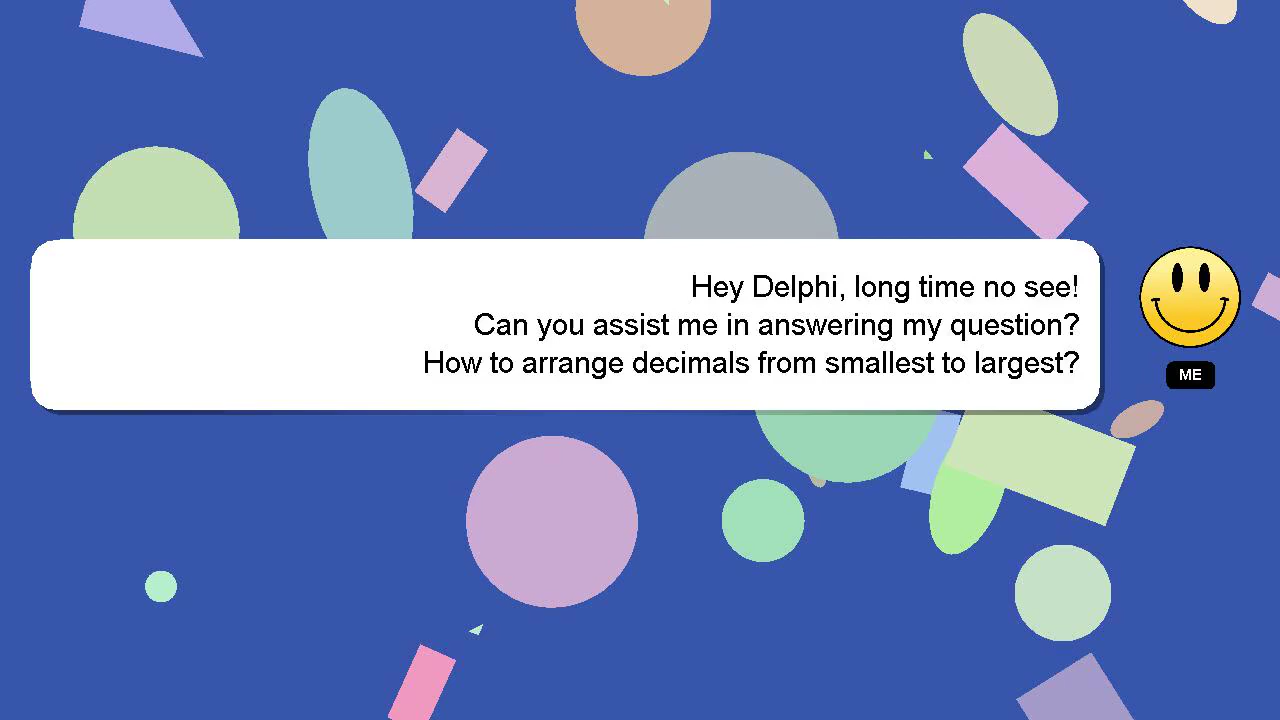 Hey Delphi, long time no see!
Can you assist me in answering my question?
How to arrange decimals from smallest to largest?
ME